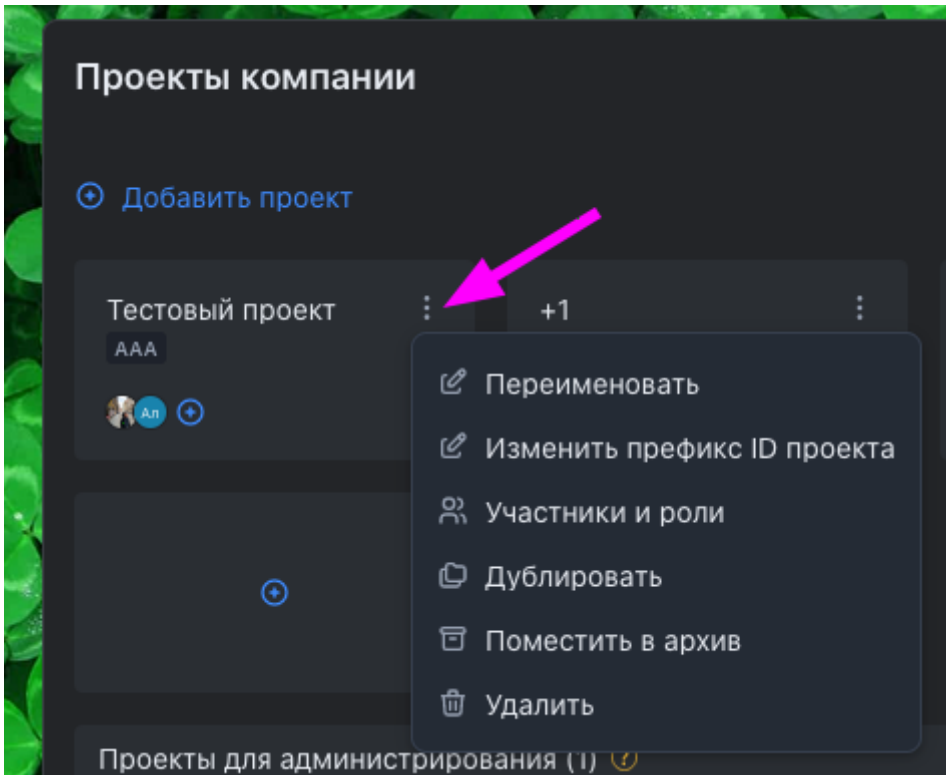 Проекты компании
Добавить проект
Тестовый проект
+1
AAA
Ал
Переименовать
Изменить префикс ID проекта
Участники и роли
Дублировать
Поместить в архив
Удалить
Проекты для администрирования (1) ?